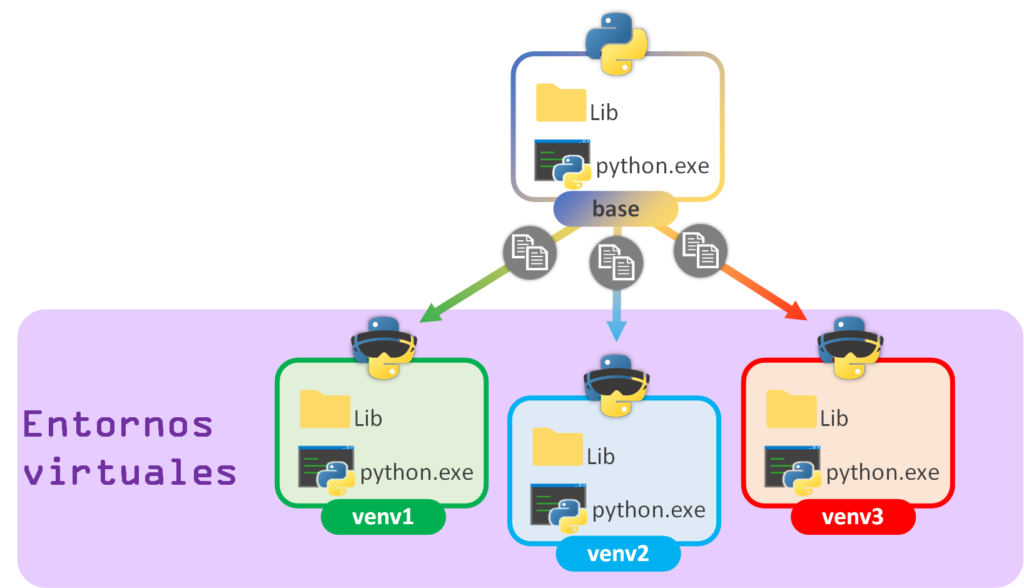 Lib
python.exe
base
Entornos
virtuales
Lib
python.exe
venv1
Lib
python.exe
venv2
Lib
python.exe
venv3